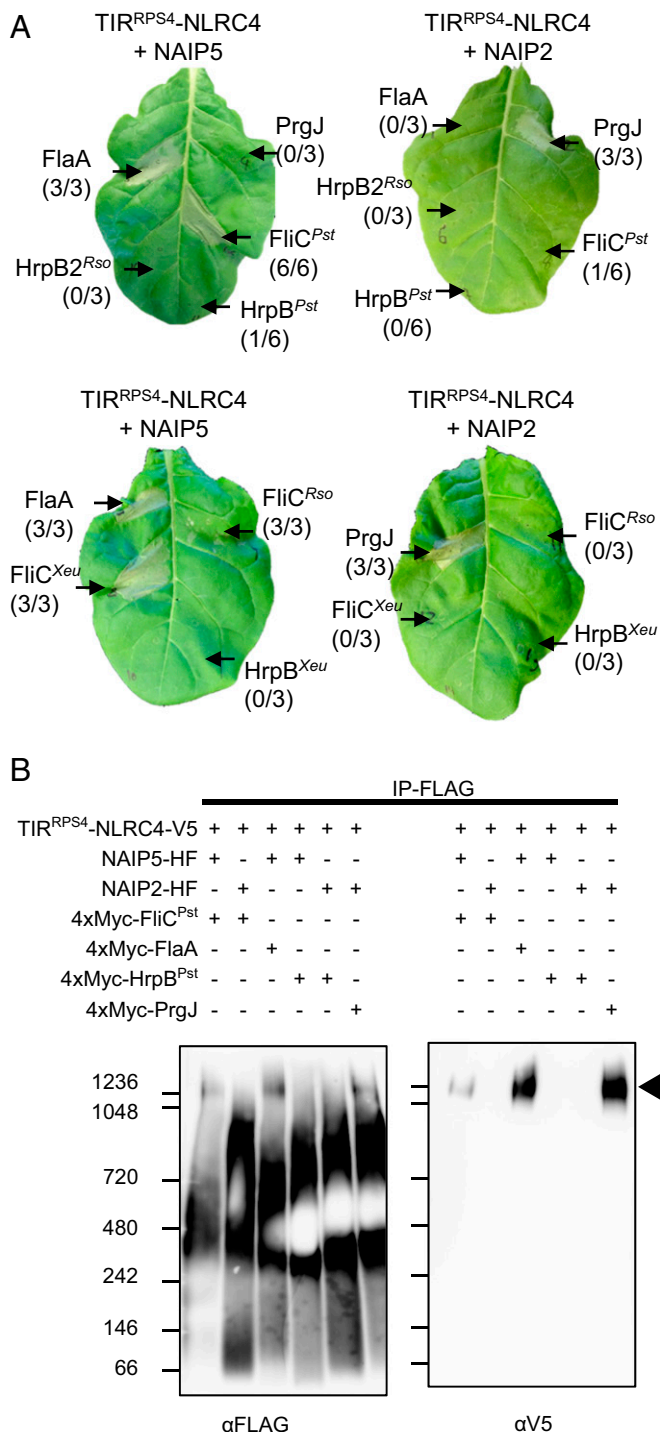 A
TIR^RPS4-NLRC4
+ NAIP5
FlaA
(3/3)
PrgJ
(0/3)
HrpB2^Rso
(0/3)
FliC^Pst
(6/6)
HrpB^Pst
(1/6)
TIR^RPS4-NLRC4
+ NAIP2
FlaA
(0/3)
PrgJ
(3/3)
HrpB2^Rso
(0/3)
FliC^Pst
(1/6)
HrpB^Pst
(0/6)
TIR^RPS4-NLRC4
+ NAIP5
FlaA
(3/3)
FliC^Rso
(3/3)
FliC^Xeu
(3/3)
HrpB^Xeu
(0/3)
TIR^RPS4-NLRC4
+ NAIP2
PrgJ
(3/3)
FliC^Rso
(0/3)
FliC^Xeu
(0/3)
HrpB^Xeu
(0/3)
B
IP-FLAG
TIR^RPS4-NLRC4-V5 + + + + + + + + + + + +
NAIP5-HF + - + + - - + - + + - -
NAIP2-HF - + - - + + - + - - + +
4xMyc-FliC^Pst + + - - - - + + - - - -
4xMyc-FlaA - - + - - - - - + - - -
4xMyc-HrpB^Pst - - - + + - - - - + + -
4xMyc-PrgJ - - - - - + - - - - - +
1236
1048
720
480
242
146
66
αFLAG
αV5